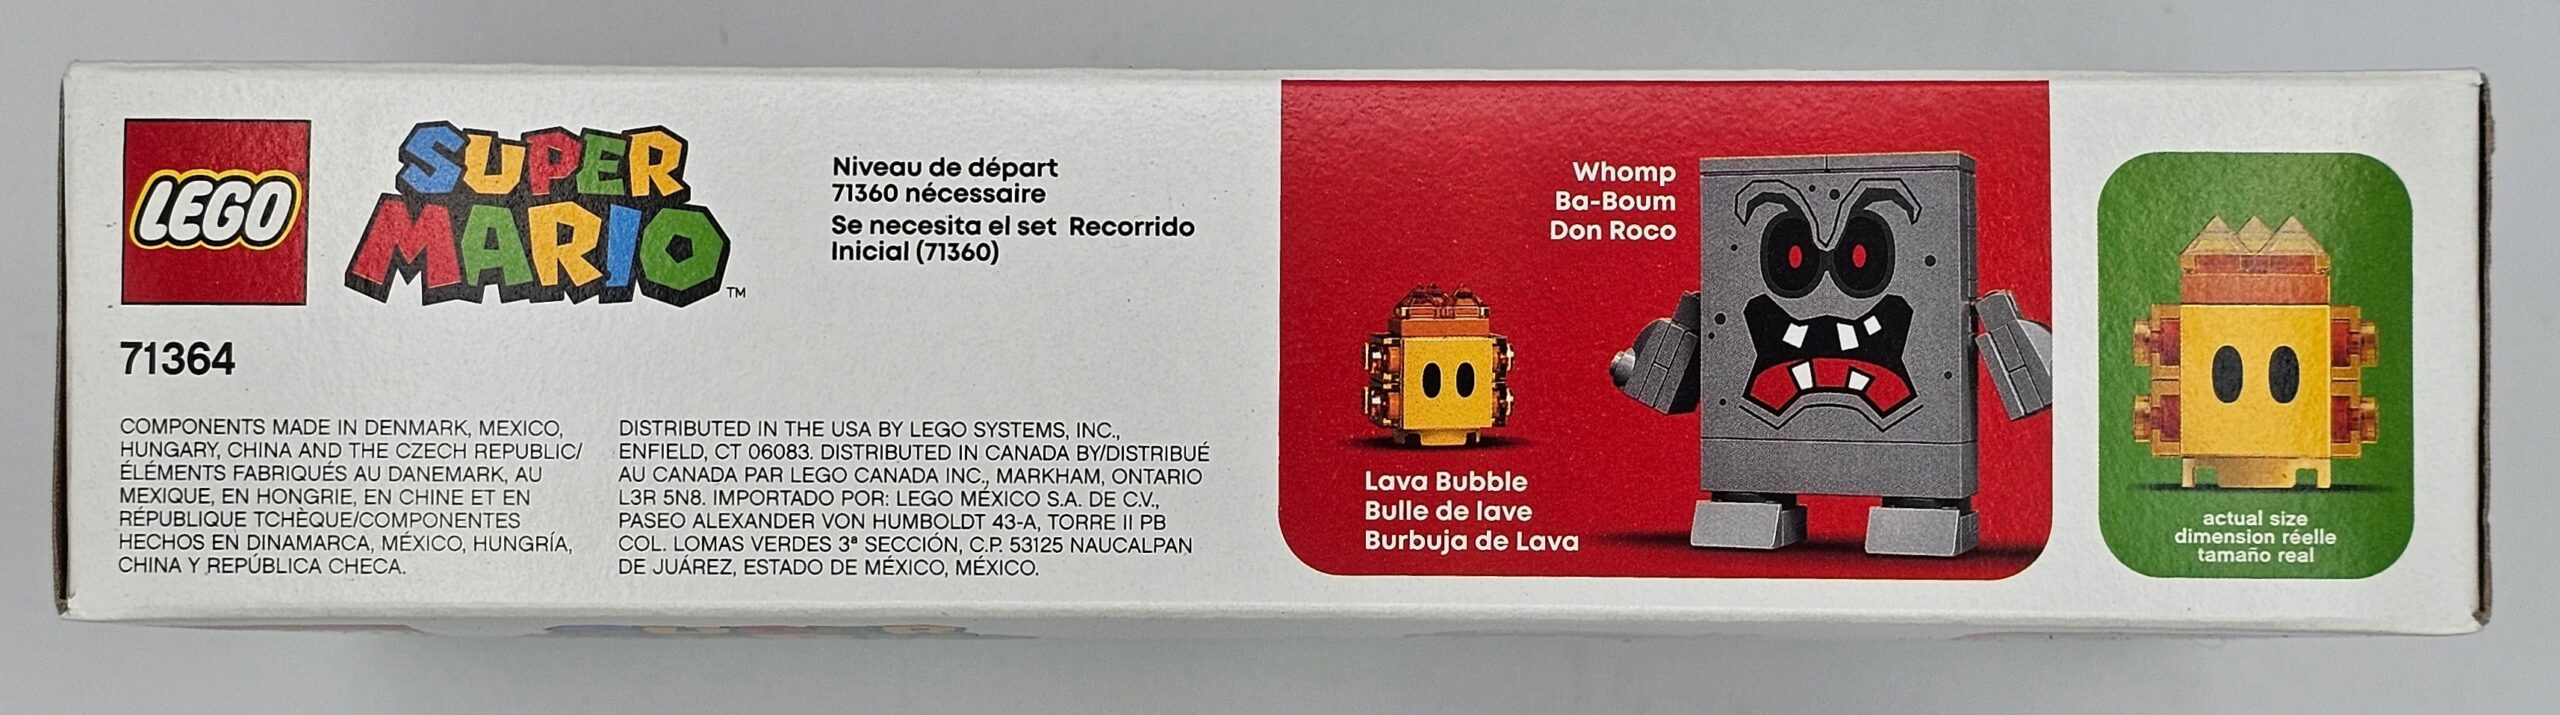 LEGO
SUPER
MARIO™
71364
Niveau de départ
71360 nécessaire
Se necesita el set Recorrido
Inicial (71360)
COMPONENTS MADE IN DENMARK, MEXICO,
HUNGARY, CHINA AND THE CZECH REPUBLIC/
ÉLÉMENTS FABRIQUÉS AU DANEMARK, AU
MEXIQUE, EN HONGRIE, EN CHINE ET EN
RÉPUBLIQUE TCHÈQUE/COMPONENTES
HECHOS EN DINAMARCA, MÉXICO, HUNGRÍA,
CHINA Y REPÚBLICA CHECA.
DISTRIBUTED IN THE USA BY LEGO SYSTEMS, INC.,
ENFIELD, CT 06083. DISTRIBUTED IN CANADA BY/DISTRIBUÉ
AU CANADA PAR LEGO CANADA INC., MARKHAM, ONTARIO
L3R 5N8. IMPORTADO POR: LEGO MÉXICO S.A. DE C.V.,
PASEO ALEXANDER VON HUMBOLDT 43-A, TORRE II PB
COL. LOMAS VERDES 3ª SECCIÓN, C.P. 53125 NAUCALPAN
DE JUÁREZ, ESTADO DE MÉXICO, MÉXICO.
Whomp
Ba-Boum
Don Roco
Lava Bubble
Bulle de lave
Burbuja de Lava
actual size
dimension réelle
tamaño real